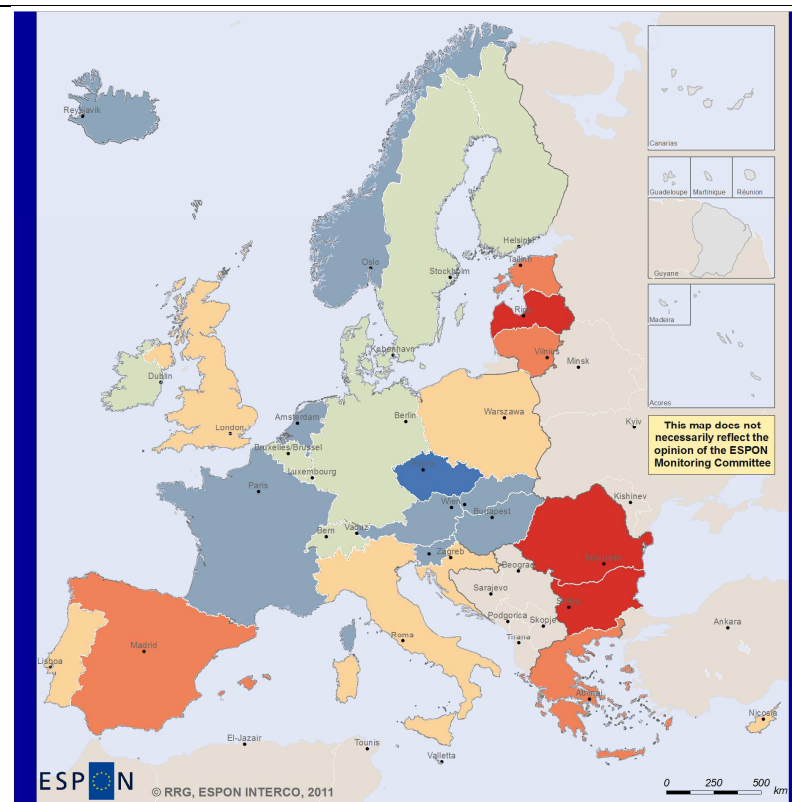 Reykjavik
Canarias
Guadeloupe
Martinique
Réunion
Guyane
Oslo
Helsinki
Tallinn
Stockholm
Riga
Madeira
København
Vilnius
Minsk
Dublin
Acores
London
Amsterdam
Berlin
Warszawa
Kyiv
This map does not
necessarily reflect the
opinion of the ESPON
Monitoring Committee
Bruxelles/Brussel
Luxembourg
Paris
Kishinev
Wien
Budapest
Bern
Vaduz
Zagreb
Beograd
Sarajevo
Podgorica
Skopje
Ankara
Roma
Tirana
Madrid
Lisboa
Nicosia
El-Jazair
Tounis
Valletta
ESPON
© RRG, ESPON INTERCO, 2011
0 250 500
km